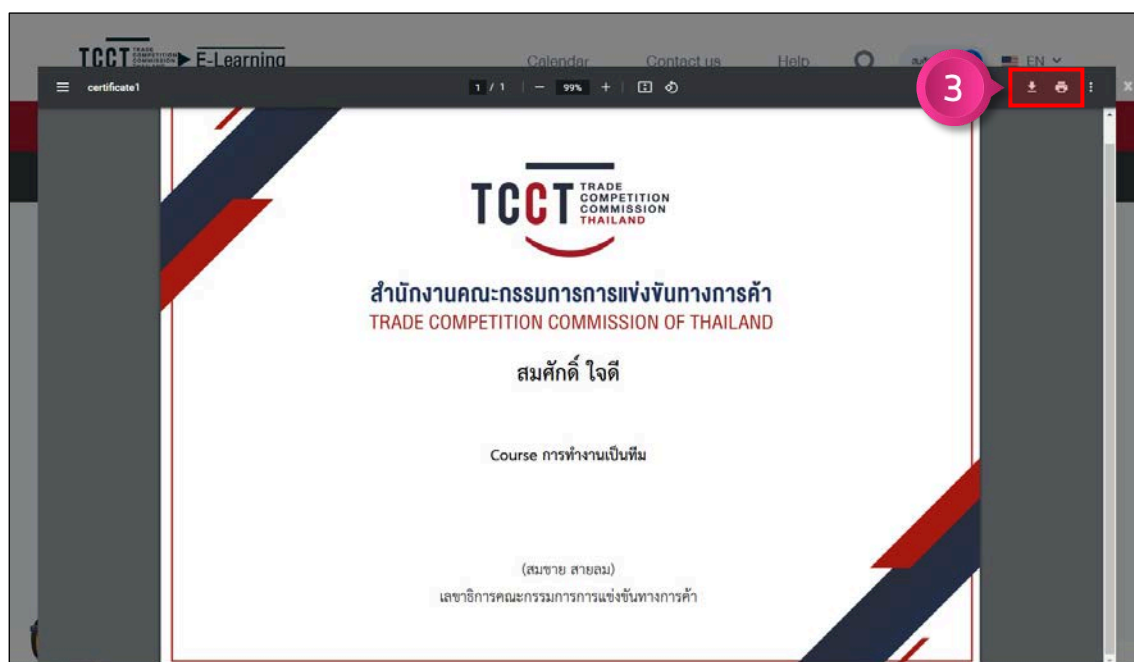 TCCT TRADE COMPETITION COMMISSION THAILAND E-Learning Calendar Contact us Help EN
certificate1 1 / 1 99% 3
TCCT TRADE
COMPETITION
COMMISSION
THAILAND
สำนักงานคณะกรรมการการแข่งขันทางการค้า
TRADE COMPETITION COMMISSION OF THAILAND
สมศักดิ์ ใจดี
Course การทำงานเป็นทีม
(สมชาย สายลม)
เลขาธิการคณะกรรมการการแข่งขันทางการค้า